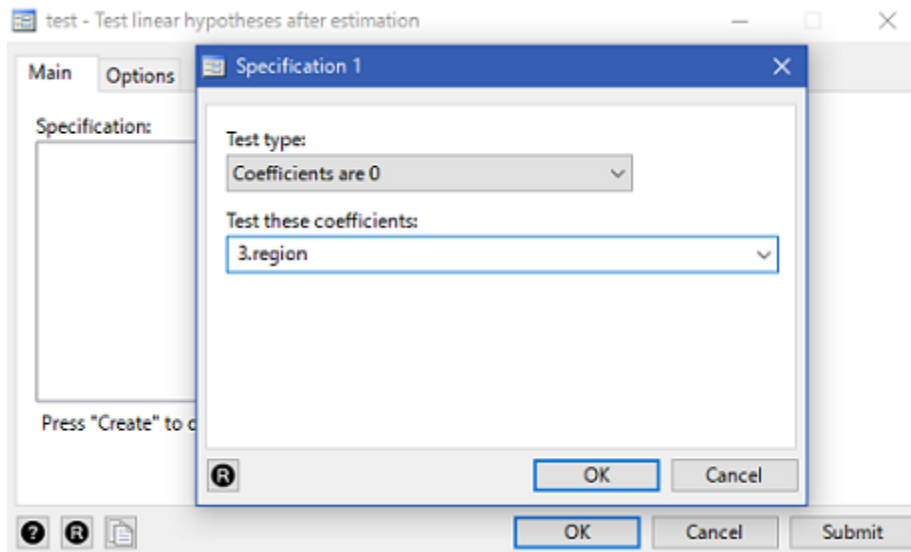 test - Test linear hypotheses after estimation
Specification 1
Main
Options
Specification:
Test type:
Coefficients are 0
Test these coefficients:
3.region
Press "Create" to
R
OK
Cancel
?
R
OK
Cancel
Submit